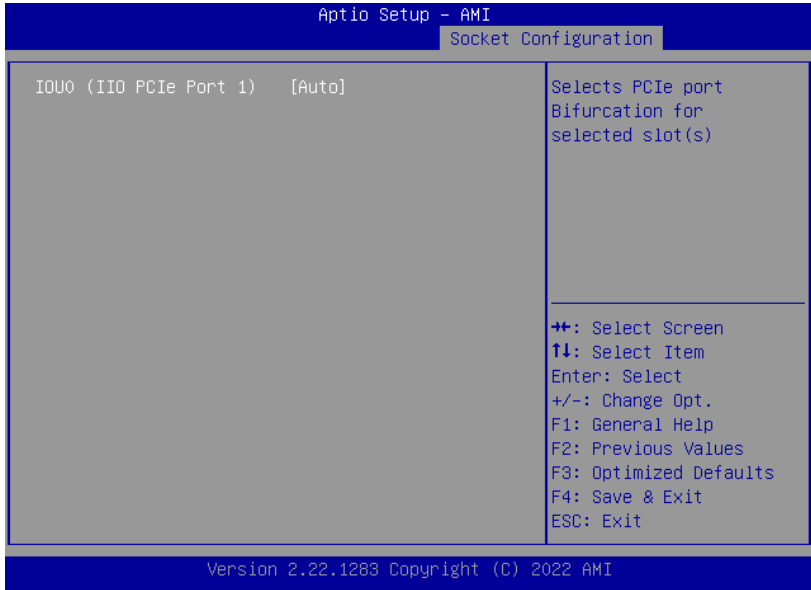 Aptio Setup – AMI
Socket Configuration
IOU0 (IIO PCIe Port 1) [Auto]
Selects PCIe port
Bifurcation for
selected slot(s)
→←: Select Screen
↑↓: Select Item
Enter: Select
+/-: Change Opt.
F1: General Help
F2: Previous Values
F3: Optimized Defaults
F4: Save & Exit
ESC: Exit
Version 2.22.1283 Copyright (C) 2022 AMI